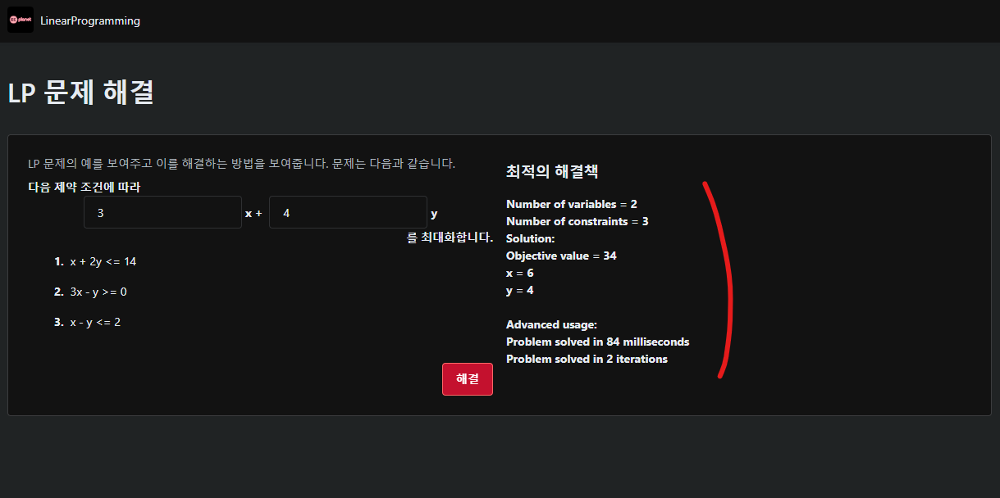 planet
LinearProgramming
LP 문제 해결
LP 문제의 예를 보여주고 이를 해결하는 방법을 보여줍니다. 문제는 다음과 같습니다.
다음 제약 조건에 따라
3 x + 4 y
를 최대화합니다.
1. x + 2y <= 14
2. 3x - y >= 0
3. x - y <= 2
해결
최적의 해결책
Number of variables = 2
Number of constraints = 3
Solution:
Objective value = 34
x = 6
y = 4
Advanced usage:
Problem solved in 84 milliseconds
Problem solved in 2 iterations